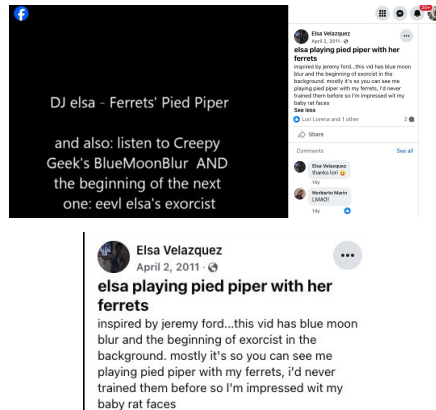 DJ elsa - Ferrets' Pied Piper
and also: listen to Creepy
Geek's BlueMoonBlur AND
the beginning of the next
one: eevl elsa's exorcist
20+
Elsa Velazquez
April 2, 2011
elsa playing pied piper with her
ferrets
inspired by jeremy ford...this vid has blue moon blur
and the beginning of exorcist in the
background. mostly it's so you can see me
playing pied piper with my ferrets, i'd never
trained them before so I'm impressed wit my
baby rat faces
See less
Lori Lorena and 1 other
2
Share
Comments
See all
Elsa Velazquez
thanks lori
14y
Norberto Marin
LMAO!
14y
Elsa Velazquez
April 2, 2011
elsa playing pied piper with her
ferrets
inspired by jeremy ford...this vid has blue moon
blur and the beginning of exorcist in the
background. mostly it's so you can see me
playing pied piper with my ferrets, i'd never
trained them before so I'm impressed wit my
baby rat faces